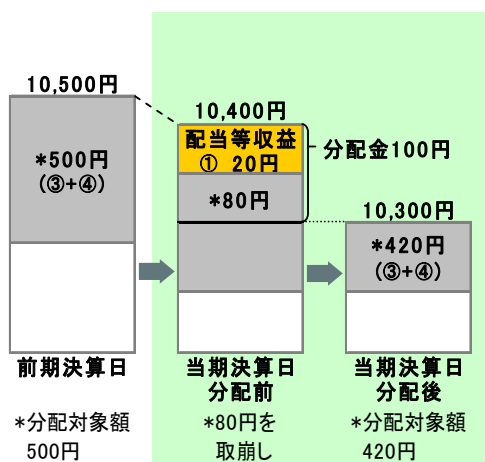 10,500円
*500円
(③+④)
前期決算日
*分配対象額
500円
10,400円
配当等収益
① 20円
*80円
分配金100円
当期決算日
分配前
*80円を
取崩し
10,300円
*420円
(③+④)
当期決算日
分配後
*分配対象額
420円